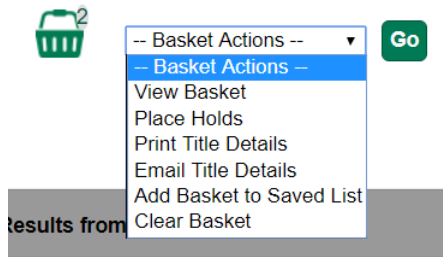 2
-- Basket Actions -- Go
-- Basket Actions --
View Basket
Place Holds
Print Title Details
Email Title Details
Add Basket to Saved List
Clear Basket
Results from